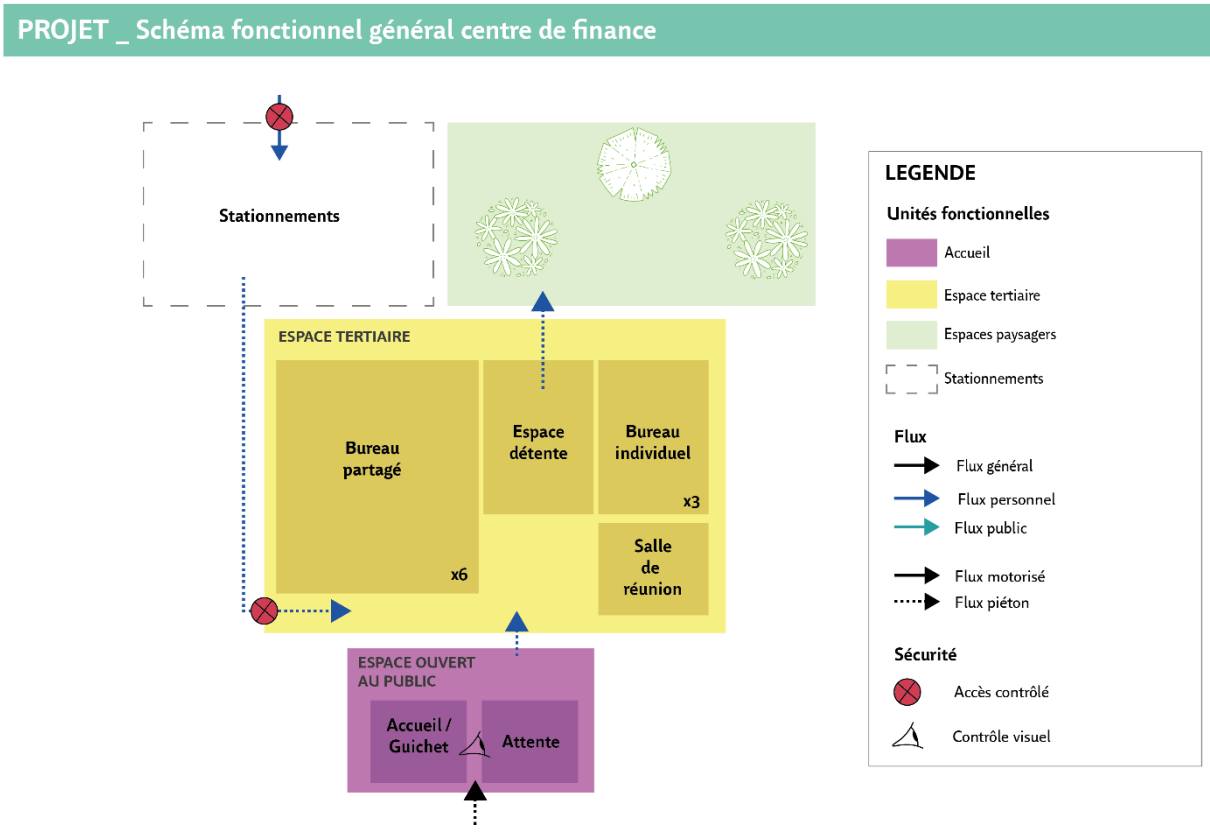 PROJET _ Schéma fonctionnel général centre de finance
Stationnements
ESPACE TERTIAIRE
Bureau
partagé
x6
Espace
détente
Bureau
individuel
x3
Salle
de
réunion
ESPACE OUVERT
AU PUBLIC
Accueil /
Guichet
Attente
LEGENDE
Unités fonctionnelles
Accueil
Espace tertiaire
Espaces paysagers
Stationnements
Flux
Flux général
Flux personnel
Flux public
Flux motorisé
Flux piéton
Sécurité
Accès contrôlé
Contrôle visuel